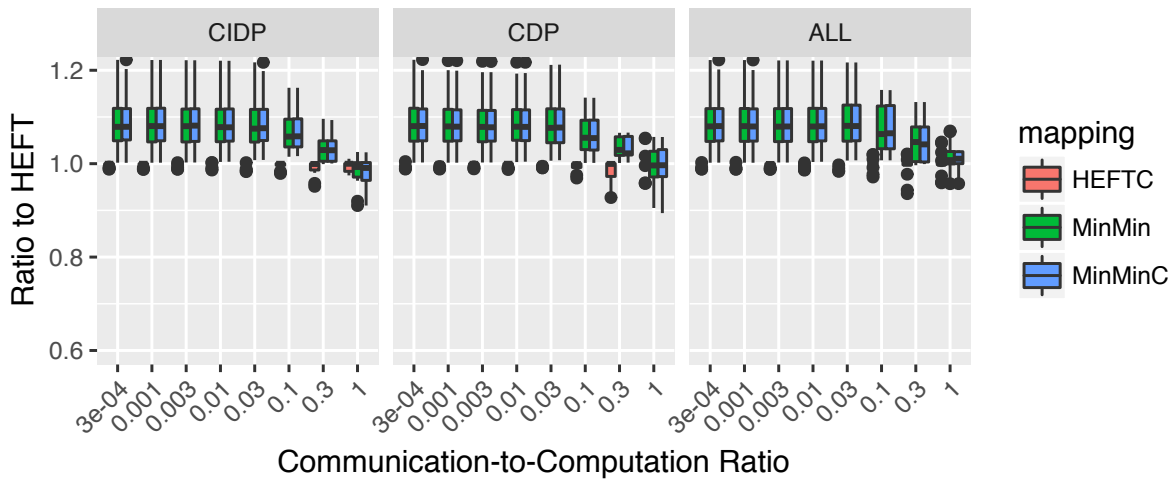 CIDP CDP ALL
Ratio to HEFT
1.2
1.0
0.8
0.6
3e-04 0.001 0.003 0.01 0.03 0.1 0.3 1
3e-04 0.001 0.003 0.01 0.03 0.1 0.3 1
3e-04 0.001 0.003 0.01 0.03 0.1 0.3 1
Communication-to-Computation Ratio
mapping
HEFTC
MinMin
MinMinC